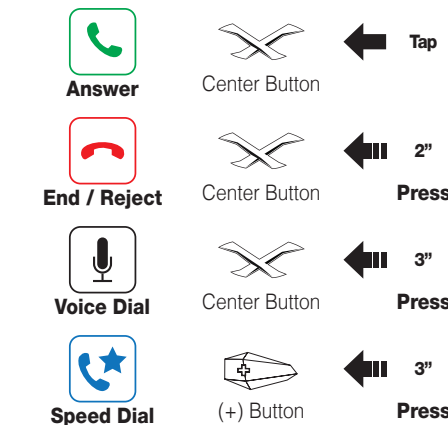 Tap
Answer Center Button
2”
End / Reject Center Button Press
3”
Voice Dial Center Button Press
3”
Speed Dial (+) Button Press